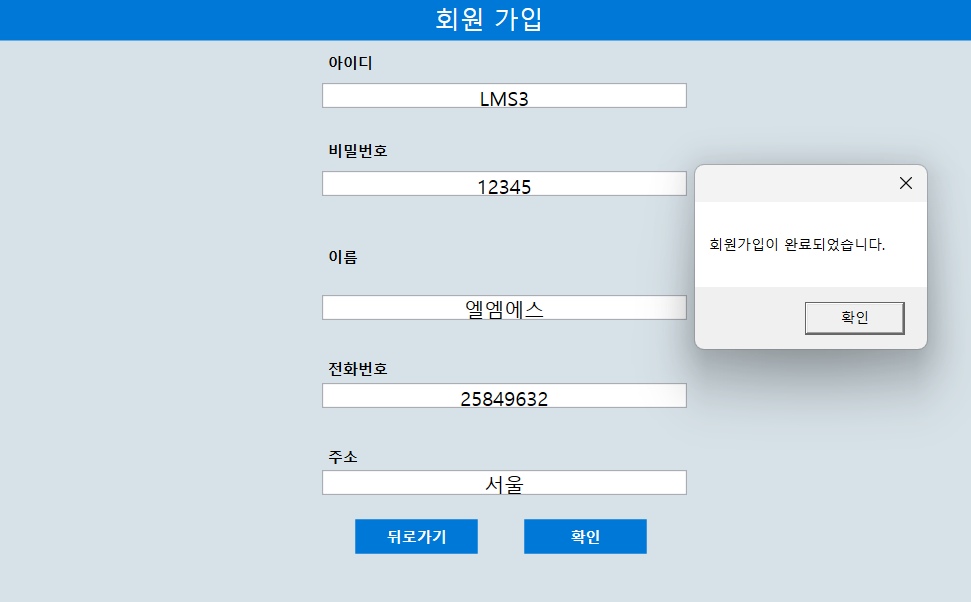 회원 가입
아이디
LMS3
비밀번호
12345
이름
엘엠에스
전화번호
25849632
주소
서울
뒤로가기
확인
회원가입이 완료되었습니다.
확인